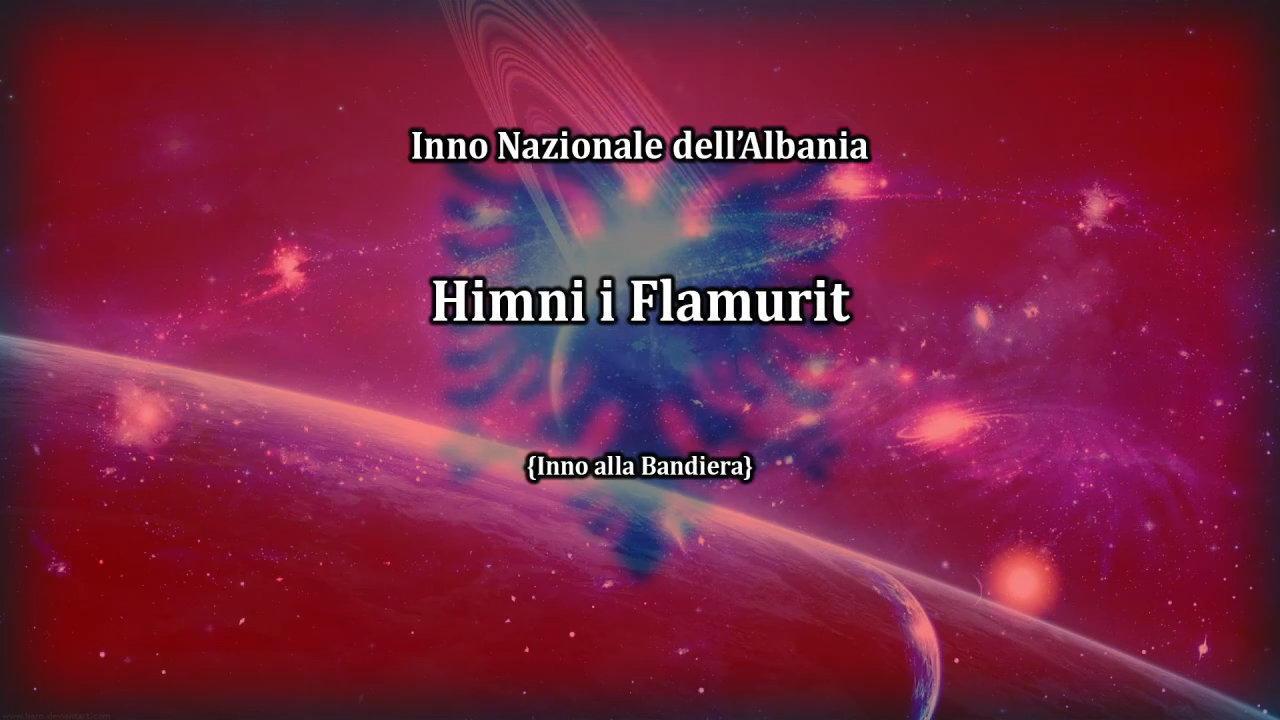 Inno Nazionale dell’Albania
Himni i Flamurit
{Inno alla Bandiera}